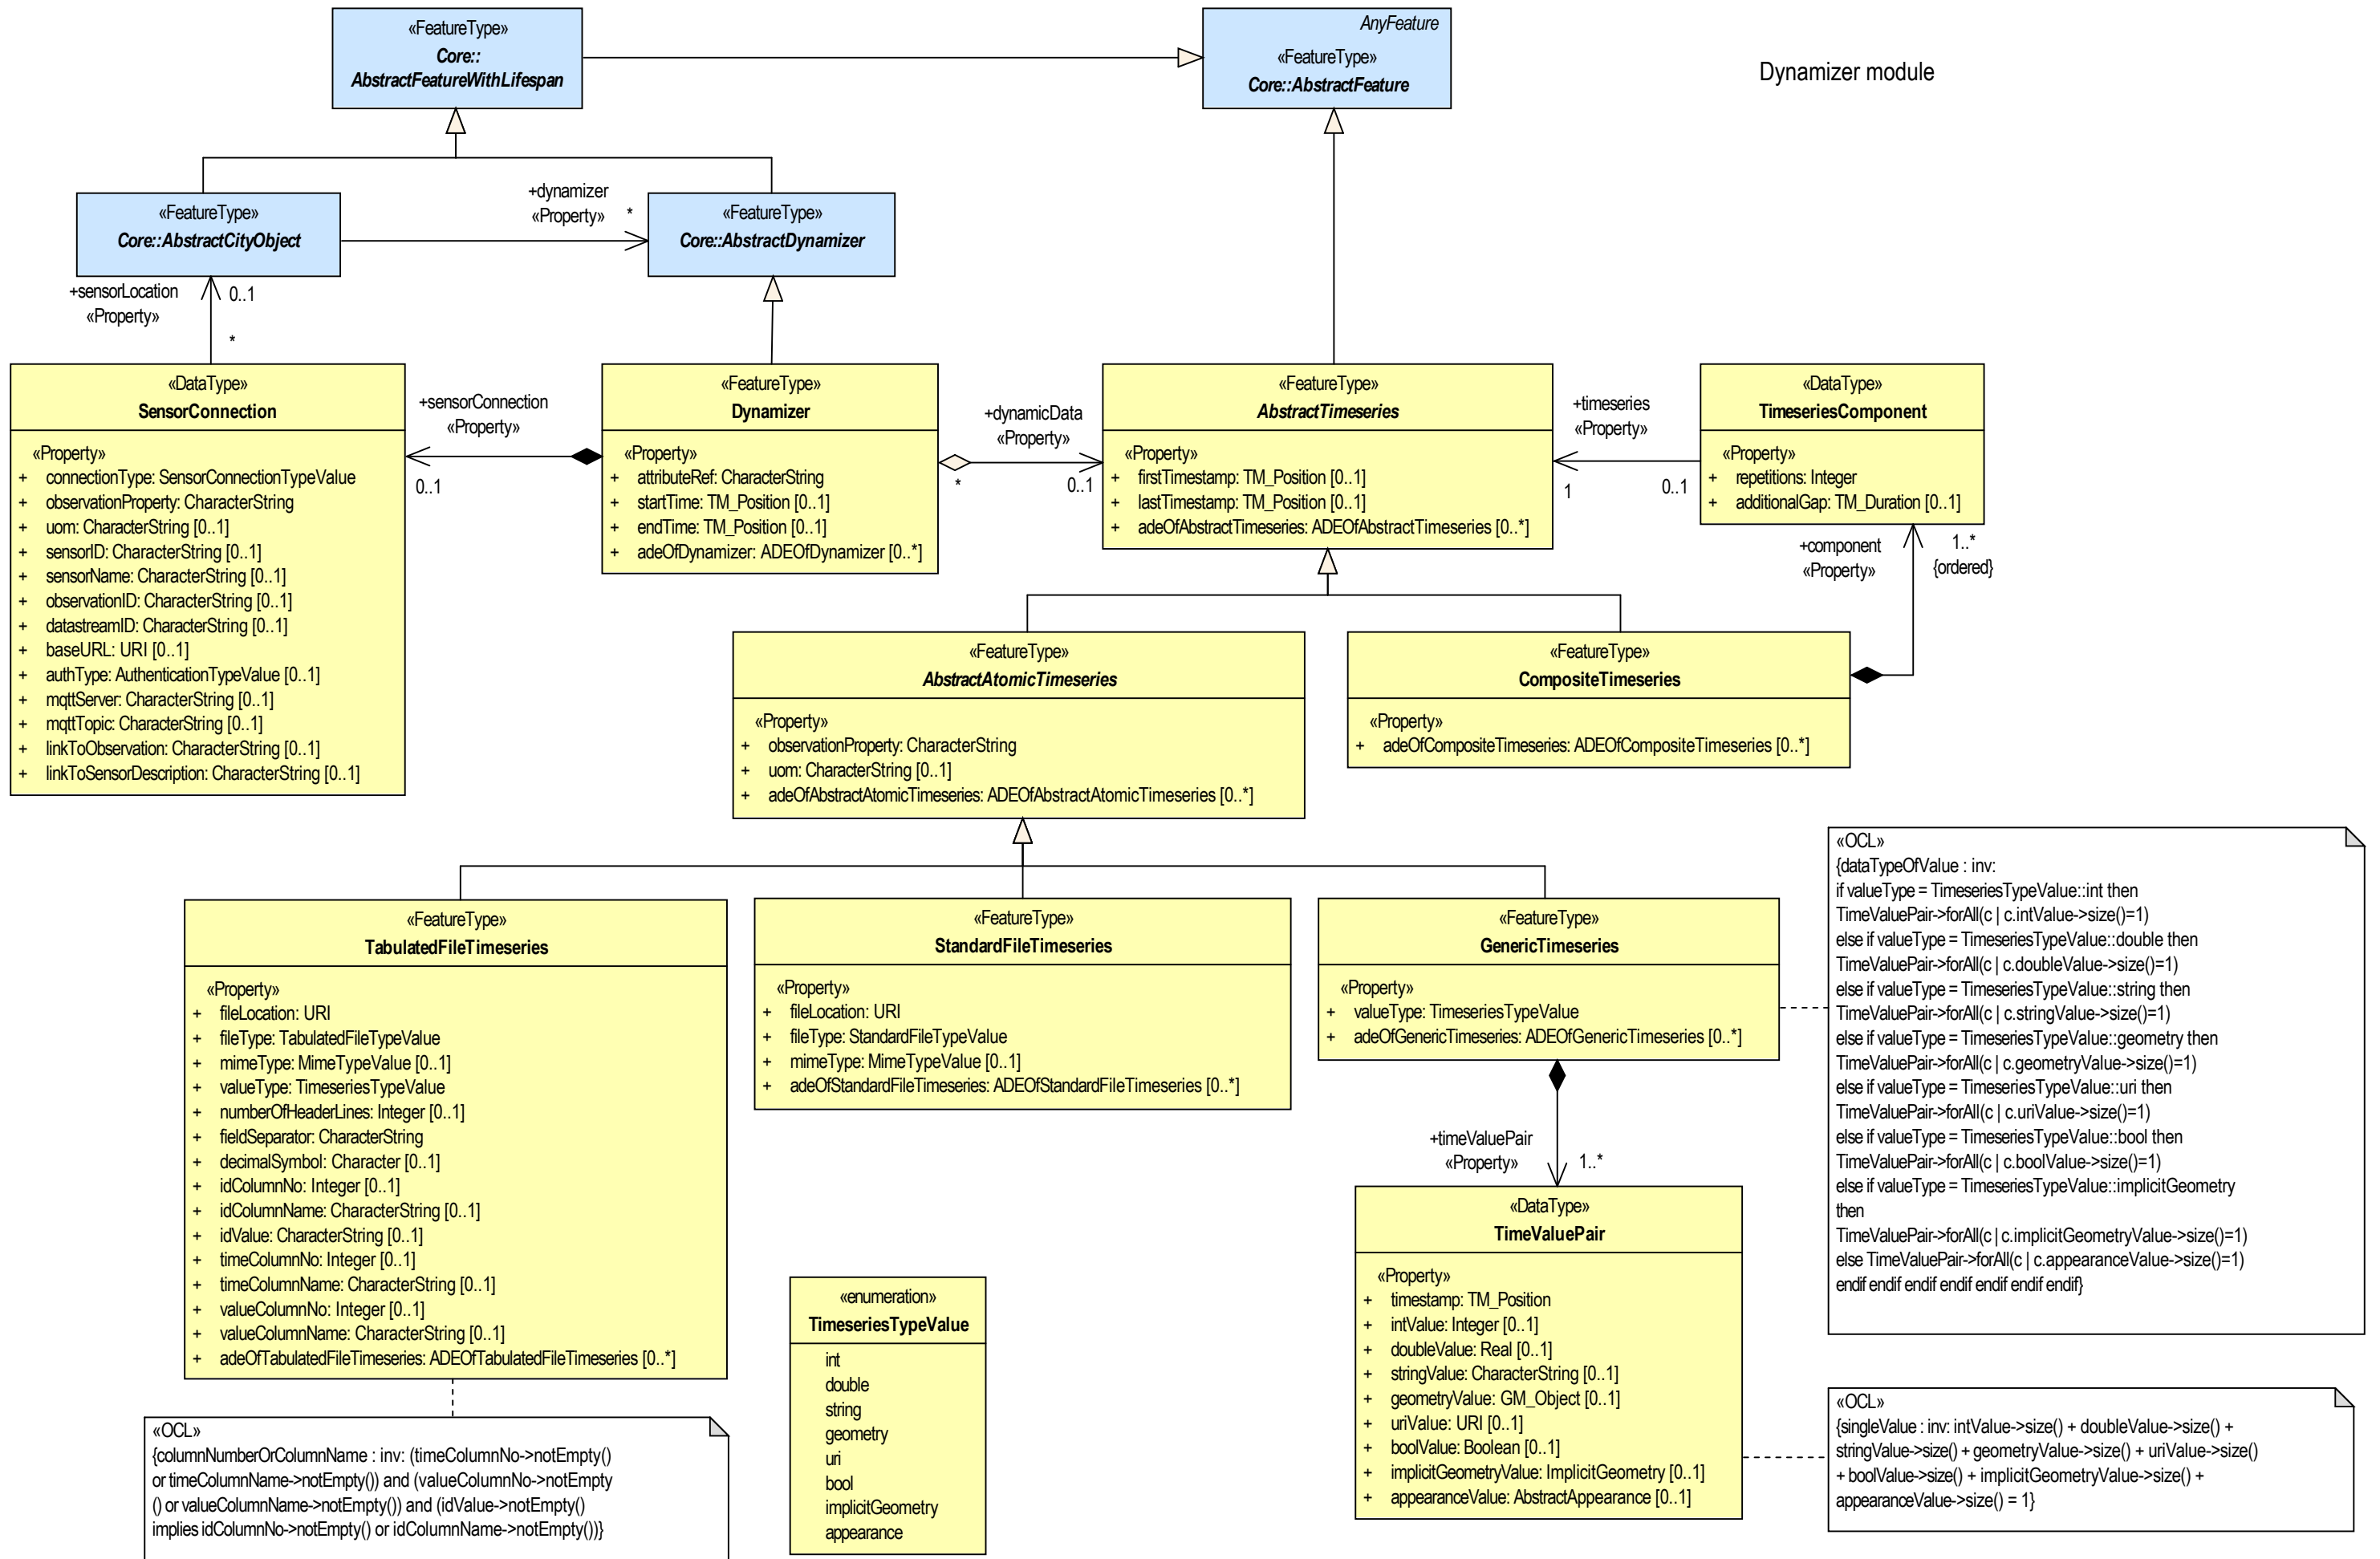 «FeatureType»
Core::
AbstractFeatureWithLifespan
AnyFeature
«FeatureType»
Core::AbstractFeature
Dynamizer module
«FeatureType»
Core::AbstractCityObject
+dynamizer
«Property»
*
«FeatureType»
Core::AbstractDynamizer
+sensorLocation
«Property»
0..1
*
«DataType»
SensorConnection
«Property»
+ connectionType: SensorConnectionTypeValue
+ observationProperty: CharacterString
+ uom: CharacterString [0..1]
+ sensorID: CharacterString [0..1]
+ sensorName: CharacterString [0..1]
+ observationID: CharacterString [0..1]
+ datastreamID: CharacterString [0..1]
+ baseURL: URI [0..1]
+ authType: AuthenticationTypeValue [0..1]
+ mqttServer: CharacterString [0..1]
+ mqttTopic: CharacterString [0..1]
+ linkToObservation: CharacterString [0..1]
+ linkToSensorDescription: CharacterString [0..1]
+sensorConnection
«Property»
0..1
«FeatureType»
Dynamizer
«Property»
+ attributeRef: CharacterString
+ startTime: TM_Position [0..1]
+ endTime: TM_Position [0..1]
+ adeOfDynamizer: ADEOfDynamizer [0..*]
+dynamicData
«Property»
*
0..1
«FeatureType»
AbstractTimeseries
«Property»
+ firstTimestamp: TM_Position [0..1]
+ lastTimestamp: TM_Position [0..1]
+ adeOfAbstractTimeseries: ADEOfAbstractTimeseries [0..*]
+timeseries
«Property»
1
0..1
«DataType»
TimeseriesComponent
«Property»
+ repetitions: Integer
+ additionalGap: TM_Duration [0..1]
+component
«Property»
1..*
{ordered}
«FeatureType»
AbstractAtomicTimeseries
«Property»
+ observationProperty: CharacterString
+ uom: CharacterString [0..1]
+ adeOfAbstractAtomicTimeseries: ADEOfAbstractAtomicTimeseries [0..*]
«FeatureType»
CompositeTimeseries
«Property»
+ adeOfCompositeTimeseries: ADEOfCompositeTimeseries [0..*]
«FeatureType»
TabulatedFileTimeseries
«Property»
+ fileLocation: URI
+ fileType: TabulatedFileTypeValue
+ mimeType: MimeTypeValue [0..1]
+ valueType: TimeseriesTypeValue
+ numberOfHeaderLines: Integer [0..1]
+ fieldSeparator: CharacterString
+ decimalSymbol: Character [0..1]
+ idColumnNo: Integer [0..1]
+ idColumnName: CharacterString [0..1]
+ idValue: CharacterString [0..1]
+ timeColumnNo: Integer [0..1]
+ timeColumnName: CharacterString [0..1]
+ valueColumnNo: Integer [0..1]
+ valueColumnName: CharacterString [0..1]
+ adeOfTabulatedFileTimeseries: ADEOfTabulatedFileTimeseries [0..*]
«OCL»
{columnNumberOrColumnName : inv: (timeColumnNo->notEmpty()
or timeColumnName->notEmpty()) and (valueColumnNo->notEmpty
() or valueColumnName->notEmpty()) and (idValue->notEmpty()
implies idColumnNo->notEmpty() or idColumnName->notEmpty())}
«FeatureType»
StandardFileTimeseries
«Property»
+ fileLocation: URI
+ fileType: StandardFileTypeValue
+ mimeType: MimeTypeValue [0..1]
+ adeOfStandardFileTimeseries: ADEOfStandardFileTimeseries [0..*]
«enumeration»
TimeseriesTypeValue
int
double
string
geometry
uri
bool
implicitGeometry
appearance
«FeatureType»
GenericTimeseries
«Property»
+ valueType: TimeseriesTypeValue
+ adeOfGenericTimeseries: ADEOfGenericTimeseries [0..*]
+timeValuePair
«Property»
1..*
«DataType»
TimeValuePair
«Property»
+ timestamp: TM_Position
+ intValue: Integer [0..1]
+ doubleValue: Real [0..1]
+ stringValue: CharacterString [0..1]
+ geometryValue: GM_Object [0..1]
+ uriValue: URI [0..1]
+ boolValue: Boolean [0..1]
+ implicitGeometryValue: ImplicitGeometry [0..1]
+ appearanceValue: AbstractAppearance [0..1]
«OCL»
{dataTypeOfValue : inv:
if valueType = TimeseriesTypeValue::int then
TimeValuePair->forAll(c | c.intValue->size()=1)
else if valueType = TimeseriesTypeValue::double then
TimeValuePair->forAll(c | c.doubleValue->size()=1)
else if valueType = TimeseriesTypeValue::string then
TimeValuePair->forAll(c | c.stringValue->size()=1)
else if valueType = TimeseriesTypeValue::geometry then
TimeValuePair->forAll(c | c.geometryValue->size()=1)
else if valueType = TimeseriesTypeValue::uri then
TimeValuePair->forAll(c | c.uriValue->size()=1)
else if valueType = TimeseriesTypeValue::bool then
TimeValuePair->forAll(c | c.boolValue->size()=1)
else if valueType = TimeseriesTypeValue::implicitGeometry
then
TimeValuePair->forAll(c | c.implicitGeometryValue->size()=1)
else TimeValuePair->forAll(c | c.appearanceValue->size()=1)
endif endif endif endif endif endif endif}
«OCL»
{singleValue : inv: intValue->size() + doubleValue->size() +
stringValue->size() + geometryValue->size() + uriValue->size()
+ boolValue->size() + implicitGeometryValue->size() +
appearanceValue->size() = 1}